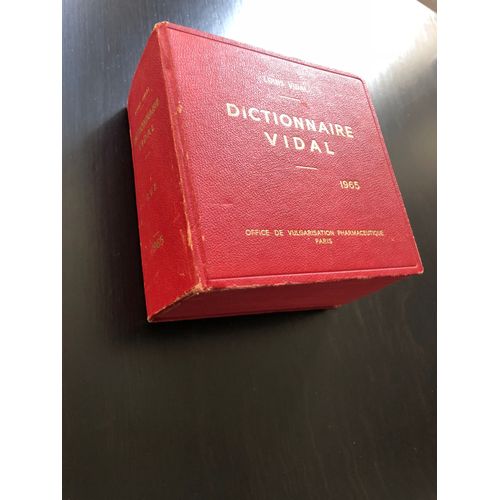 LOUIS VIDAL
DICTIONNAIRE
VIDAL
1965
OFFICE DE VULGARISATION PHARMACEUTIQUE
PARIS
1965